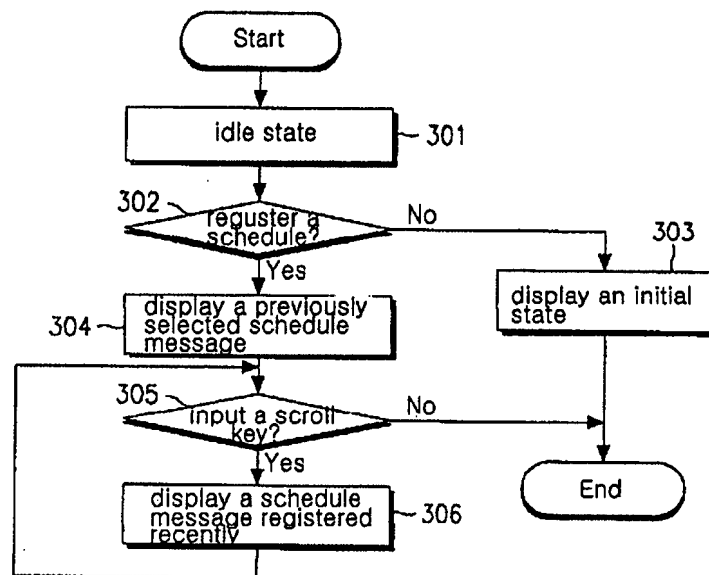 Start
idle state
301
302
reguster a
schedule?
No
303
Yes
display an initial
state
304
display a previously
selected schedule
message
305
input a scroll
key?
No
Yes
End
display a schedule
message registered
recently
306